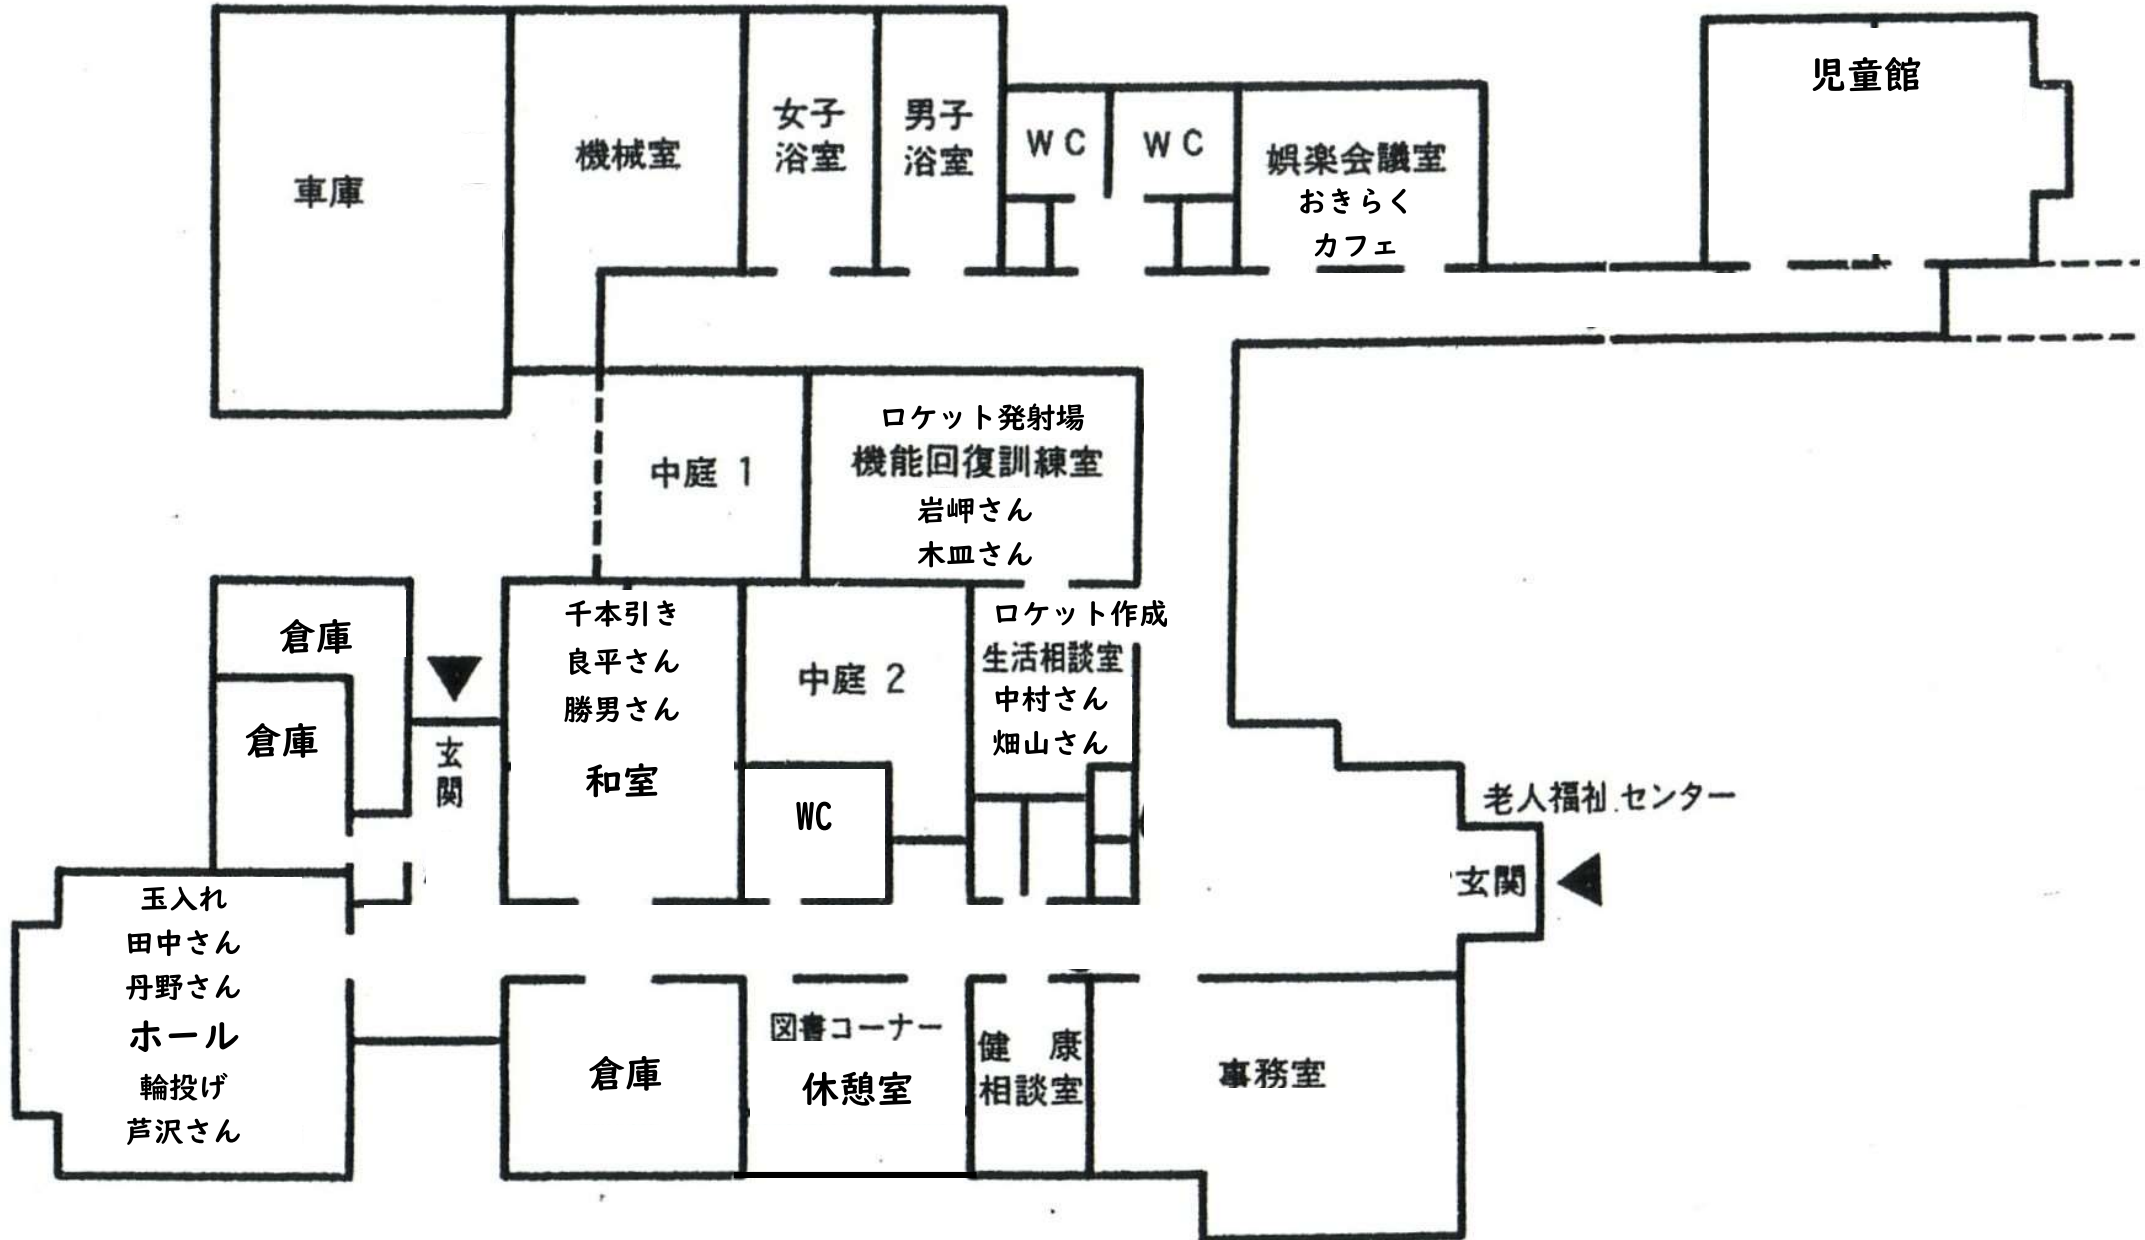 児童館
女子
浴室
男子
浴室
WC
WC
機械室
娯楽会議室
おきらく
カフェ
車庫
ロケット発射場
機能回復訓練室
岩岬さん
木皿さん
中庭 1
倉庫
千本引き
良平さん
勝男さん
和室
中庭 2
ロケット作成
生活相談室
中村さん
畑山さん
倉庫
玄
関
WC
老人福祉センター
玄関
玉入れ
田中さん
丹野さん
ホール
輪投げ
芦沢さん
倉庫
図書コーナー
休憩室
健 康
相談室
事務室